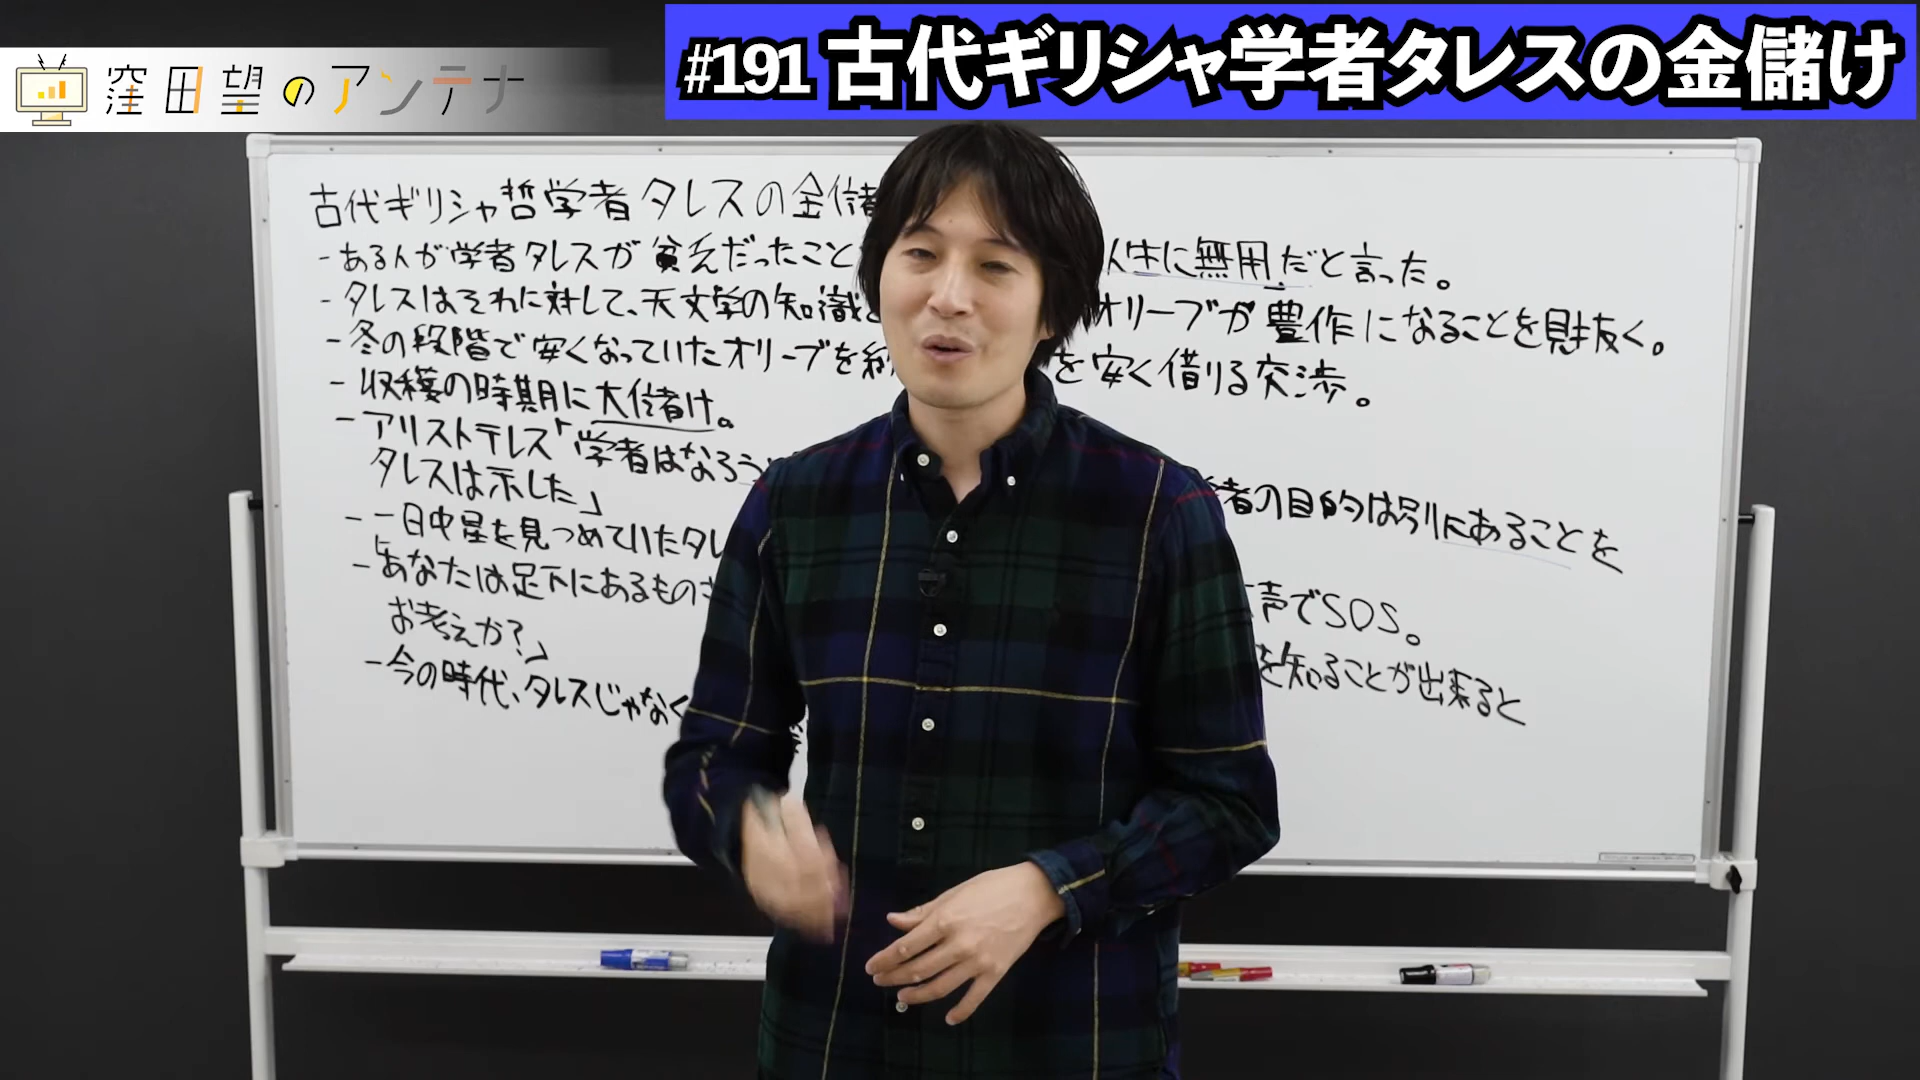 窪田望のアンテナ
#191 古代ギリシャ学者タレスの金儲け
古代ギリシャ哲学者タレスの金儲
-ある人が学者タレスが貧乏だったこと 人生に無用だと言った。
-タレスはそれに対して、天文学の知識 オリーブが豊作になることを見抜く。
-冬の段階で安くなっていたオリーブを を安く借りる交渉。
-収穫の時期に大儲け。
-アリストテレス「学者はなろう 者の目的は別にあることを
タレスは示した」
-一日中星を見つめていたタレ 声でSOS。
-「あなたは足下にあるものさ を知ることが出来ると
お考えか?」
-今の時代、タレスじゃなく